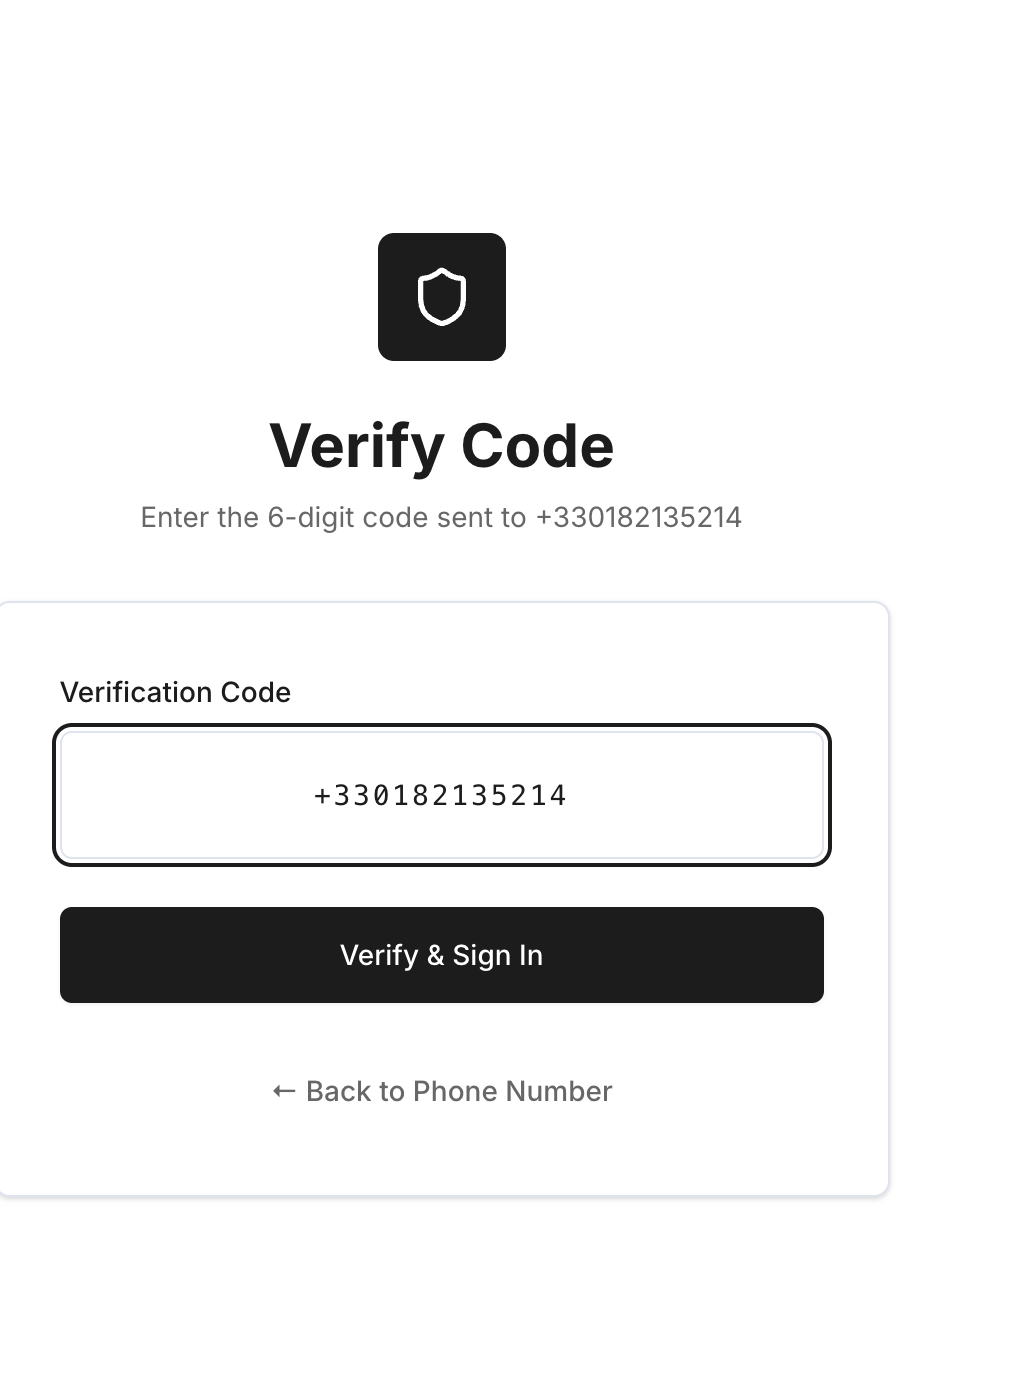 Verify Code
Enter the 6-digit code sent to +330182135214
Verification Code
+330182135214
Verify & Sign In
← Back to Phone Number